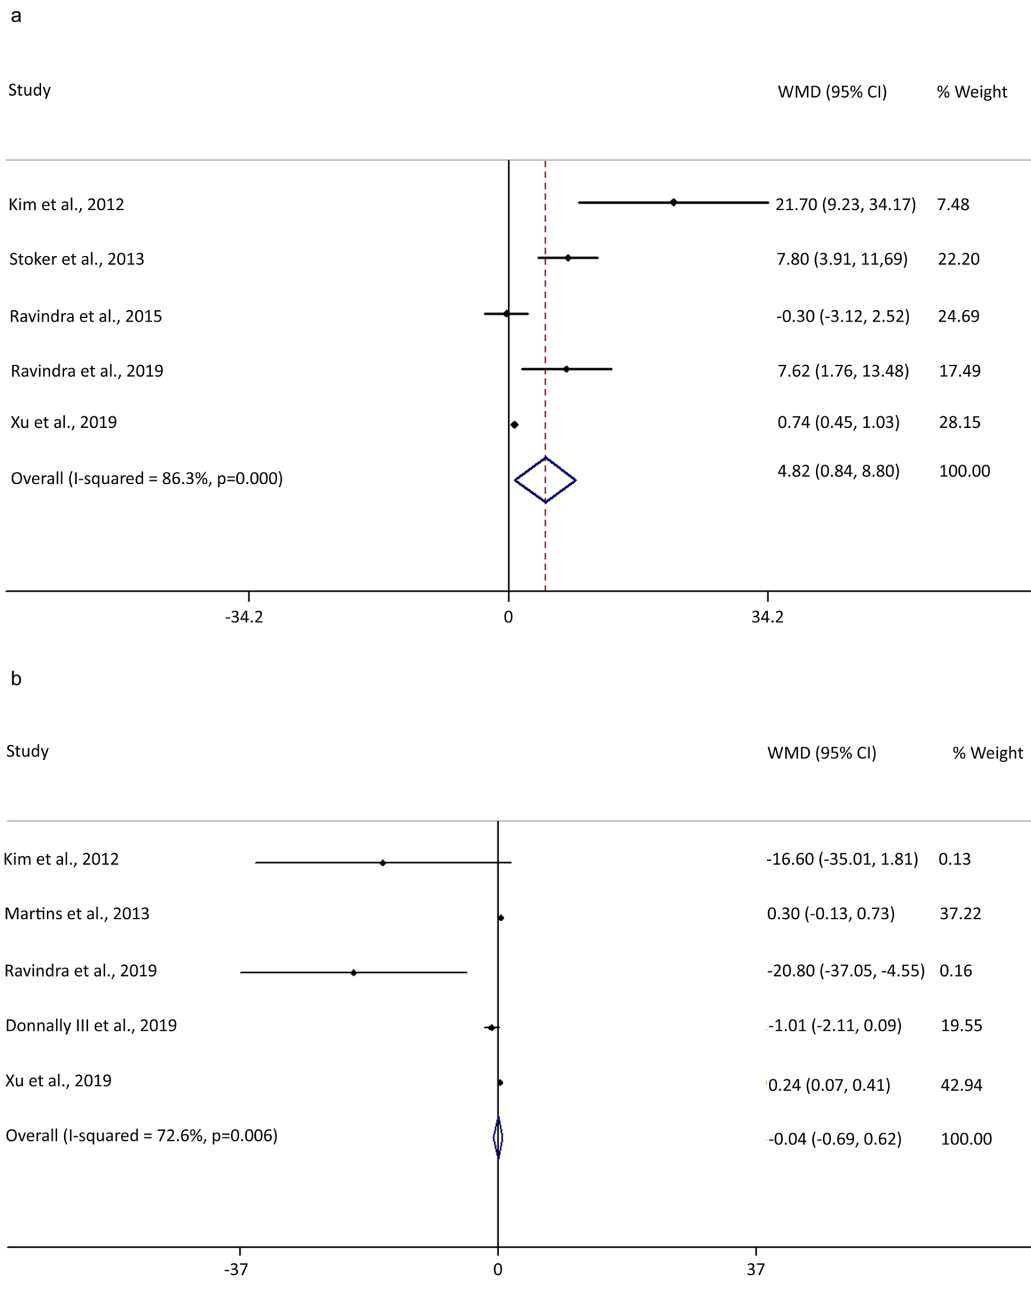 a
Study WMD (95% CI) % Weight
Kim et al., 2012 21.70 (9.23, 34.17) 7.48
Stoker et al., 2013 7.80 (3.91, 11,69) 22.20
Ravindra et al., 2015 -0.30 (-3.12, 2.52) 24.69
Ravindra et al., 2019 7.62 (1.76, 13.48) 17.49
Xu et al., 2019 0.74 (0.45, 1.03) 28.15
Overall (I-squared = 86.3%, p=0.000) 4.82 (0.84, 8.80) 100.00
-34.2 0 34.2
b
Study WMD (95% CI) % Weight
Kim et al., 2012 -16.60 (-35.01, 1.81) 0.13
Martins et al., 2013 0.30 (-0.13, 0.73) 37.22
Ravindra et al., 2019 -20.80 (-37.05, -4.55) 0.16
Donnally III et al., 2019 -1.01 (-2.11, 0.09) 19.55
Xu et al., 2019 0.24 (0.07, 0.41) 42.94
Overall (I-squared = 72.6%, p=0.006) -0.04 (-0.69, 0.62) 100.00
-37 0 37